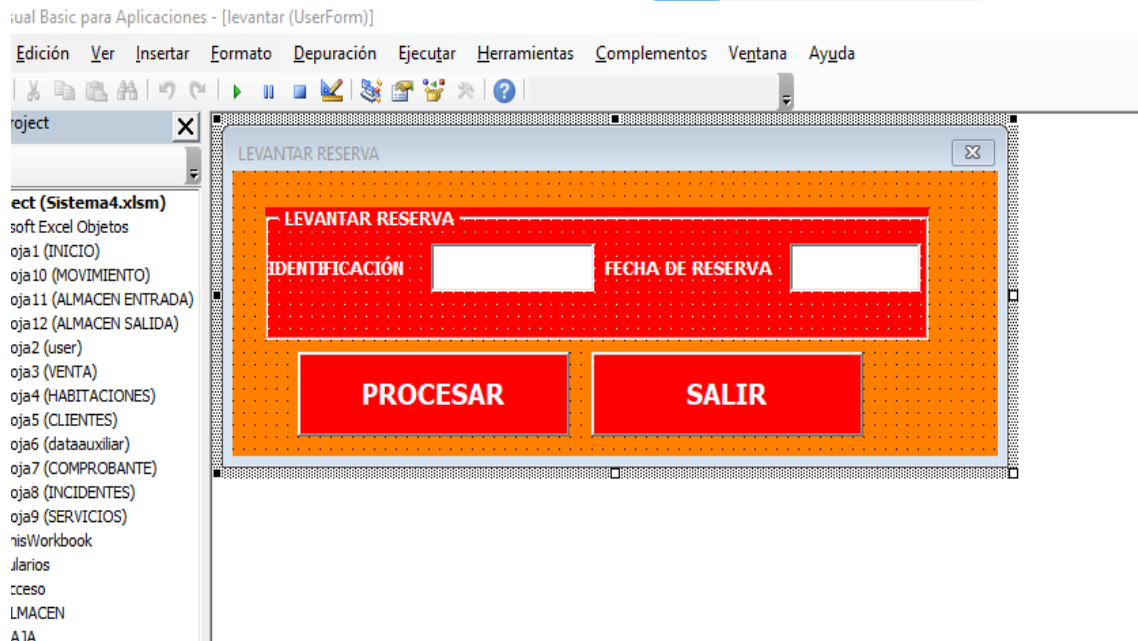 sual Basic para Aplicaciones - [levantar (UserForm)]
Edición Ver Insertar Formato Depuración Ejecutar Herramientas Complementos Ventana Ayuda
roject
LEVANTAR RESERVA
LEVANTAR RESERVA
IDENTIFICACIÓN FECHA DE RESERVA
PROCESAR SALIR
ect (Sistema4.xlsm)
soft Excel Objetos
oja1 (INICIO)
oja10 (MOVIMIENTO)
oja11 (ALMACEN ENTRADA)
oja12 (ALMACEN SALIDA)
oja2 (user)
oja3 (VENTA)
oja4 (HABITACIONES)
oja5 (CLIENTES)
oja6 (dataauxiliar)
oja7 (COMPROBANTE)
oja8 (INCIDENTES)
oja9 (SERVICIOS)
hisWorkbook
ularios
cceso
LMACEN
AJA